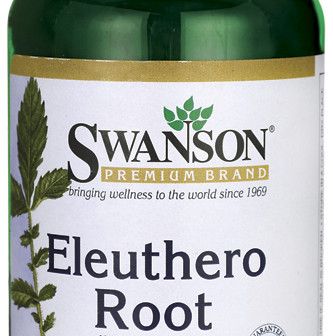 SWANSON®
PREMIUM BRAND
bringing wellness to the world since 1969
Eleuthero
Root